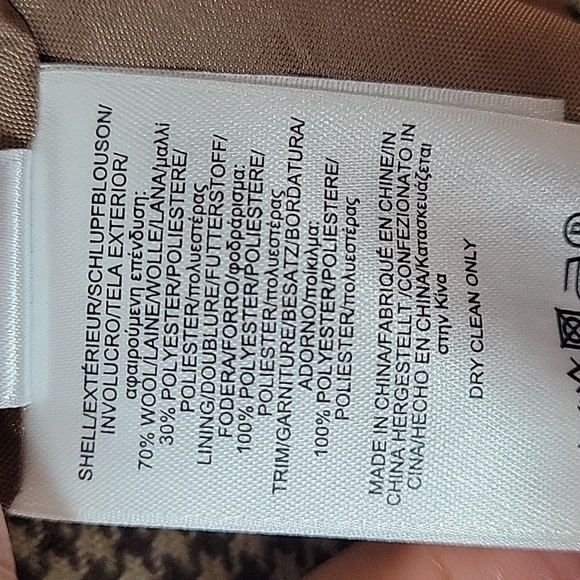 SHELL/EXTÉRIEUR/SCHLUPFBLOUSON/
INVOLUCRO/TELA EXTERIOR/
αφαιρούμενη επένδυση:
70% WOOL/LAINE/WOLLE/LANA/μαλλί
30% POLYESTER/POLIESTERE/
POLIESTER/πολυεστέρας
LINING/DOUBLURE/FUTTERSTOFF/
FODERA/FORRO/φοδράρισμα:
100% POLYESTER/POLIESTERE/
POLIESTER/πολυεστέρας
TRIM/GARNITURE/BESATZ/BORDATURA/
ADORNO/ποίκιλμα:
100% POLYESTER/POLIESTERE/
POLIESTER/πολυεστέρας
MADE IN CHINA/FABRIQUÉ EN CHINE/IN
CHINA HERGESTELLT/CONFEZIONATO IN
CINA/HECHO EN CHINA/Κατασκευάζεται
στην Κίνα
DRY CLEAN ONLY